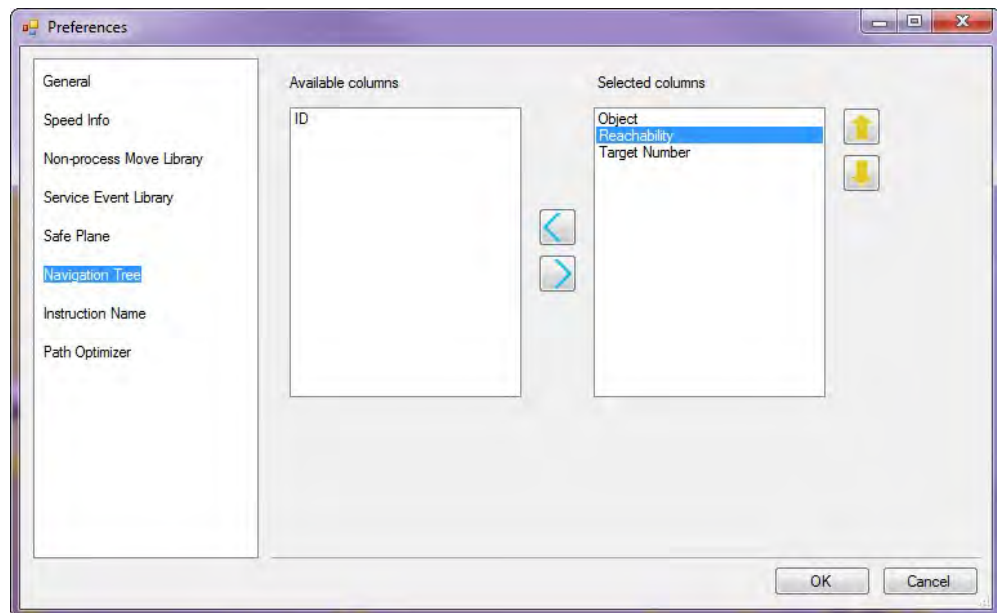 Preferences
General
Speed Info
Non-process Move Library
Service Event Library
Safe Plane
Navigation Tree
Instruction Name
Path Optimizer
Available columns
ID
Selected columns
Object
Reachability
Target Number
OK
Cancel